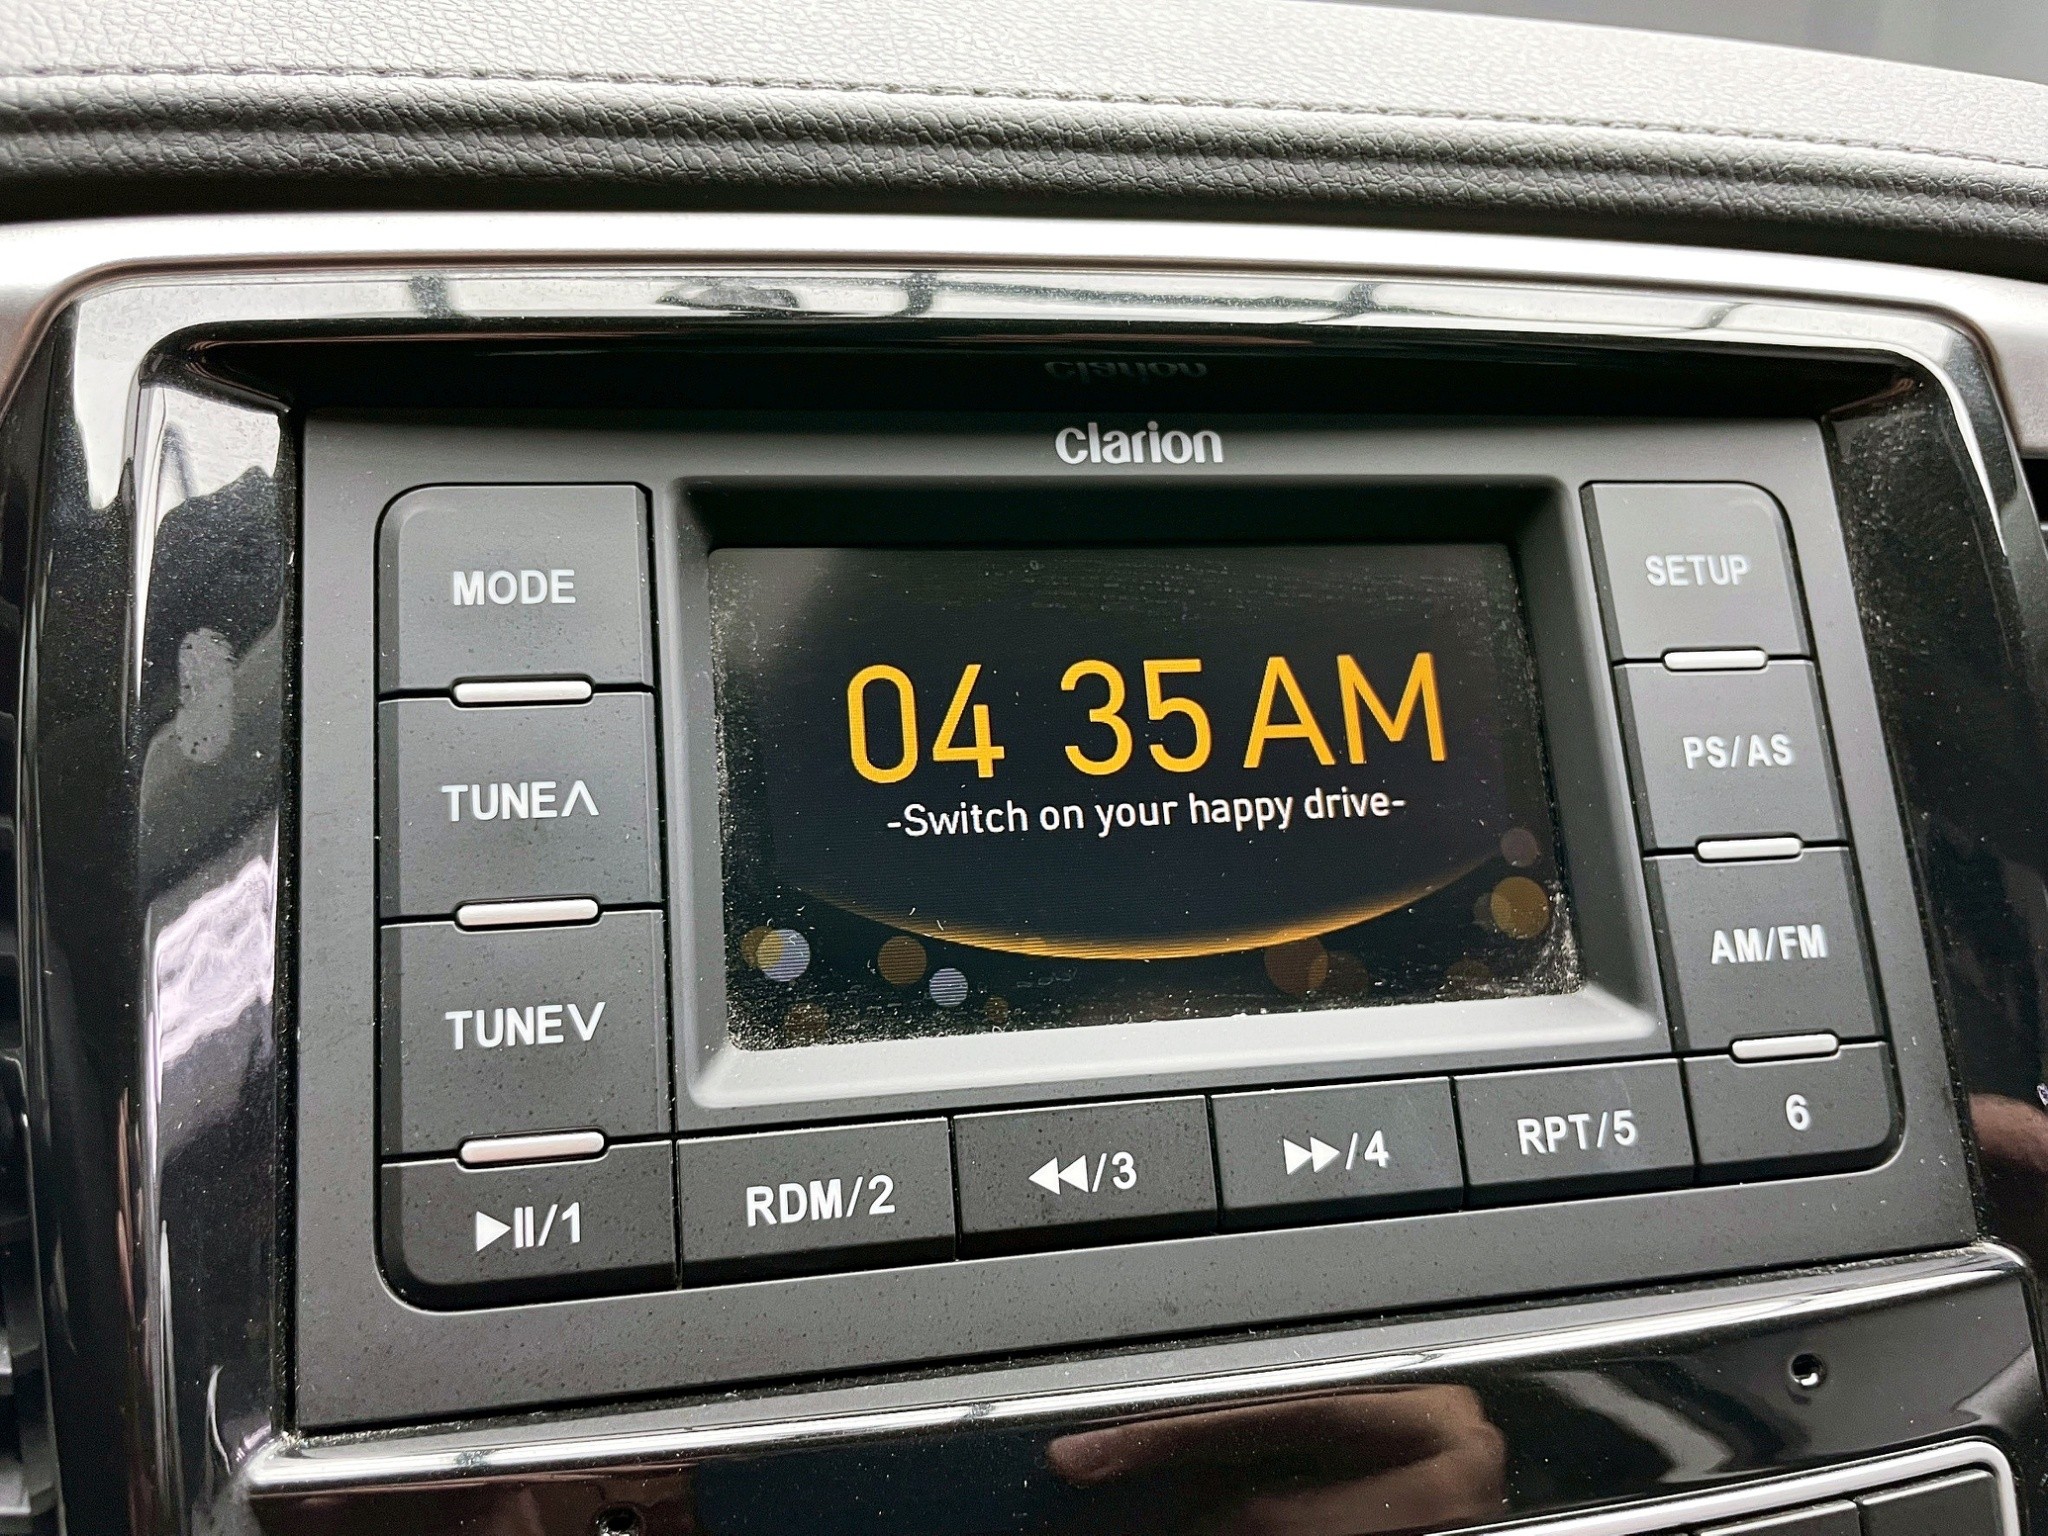 clarion
MODE
SETUP
04 35 AM
-Switch on your happy drive-
TUNE∧
PS/AS
TUNE∨
AM/FM
▶II/1
RDM/2
◀◀/3
▶▶/4
RPT/5
6